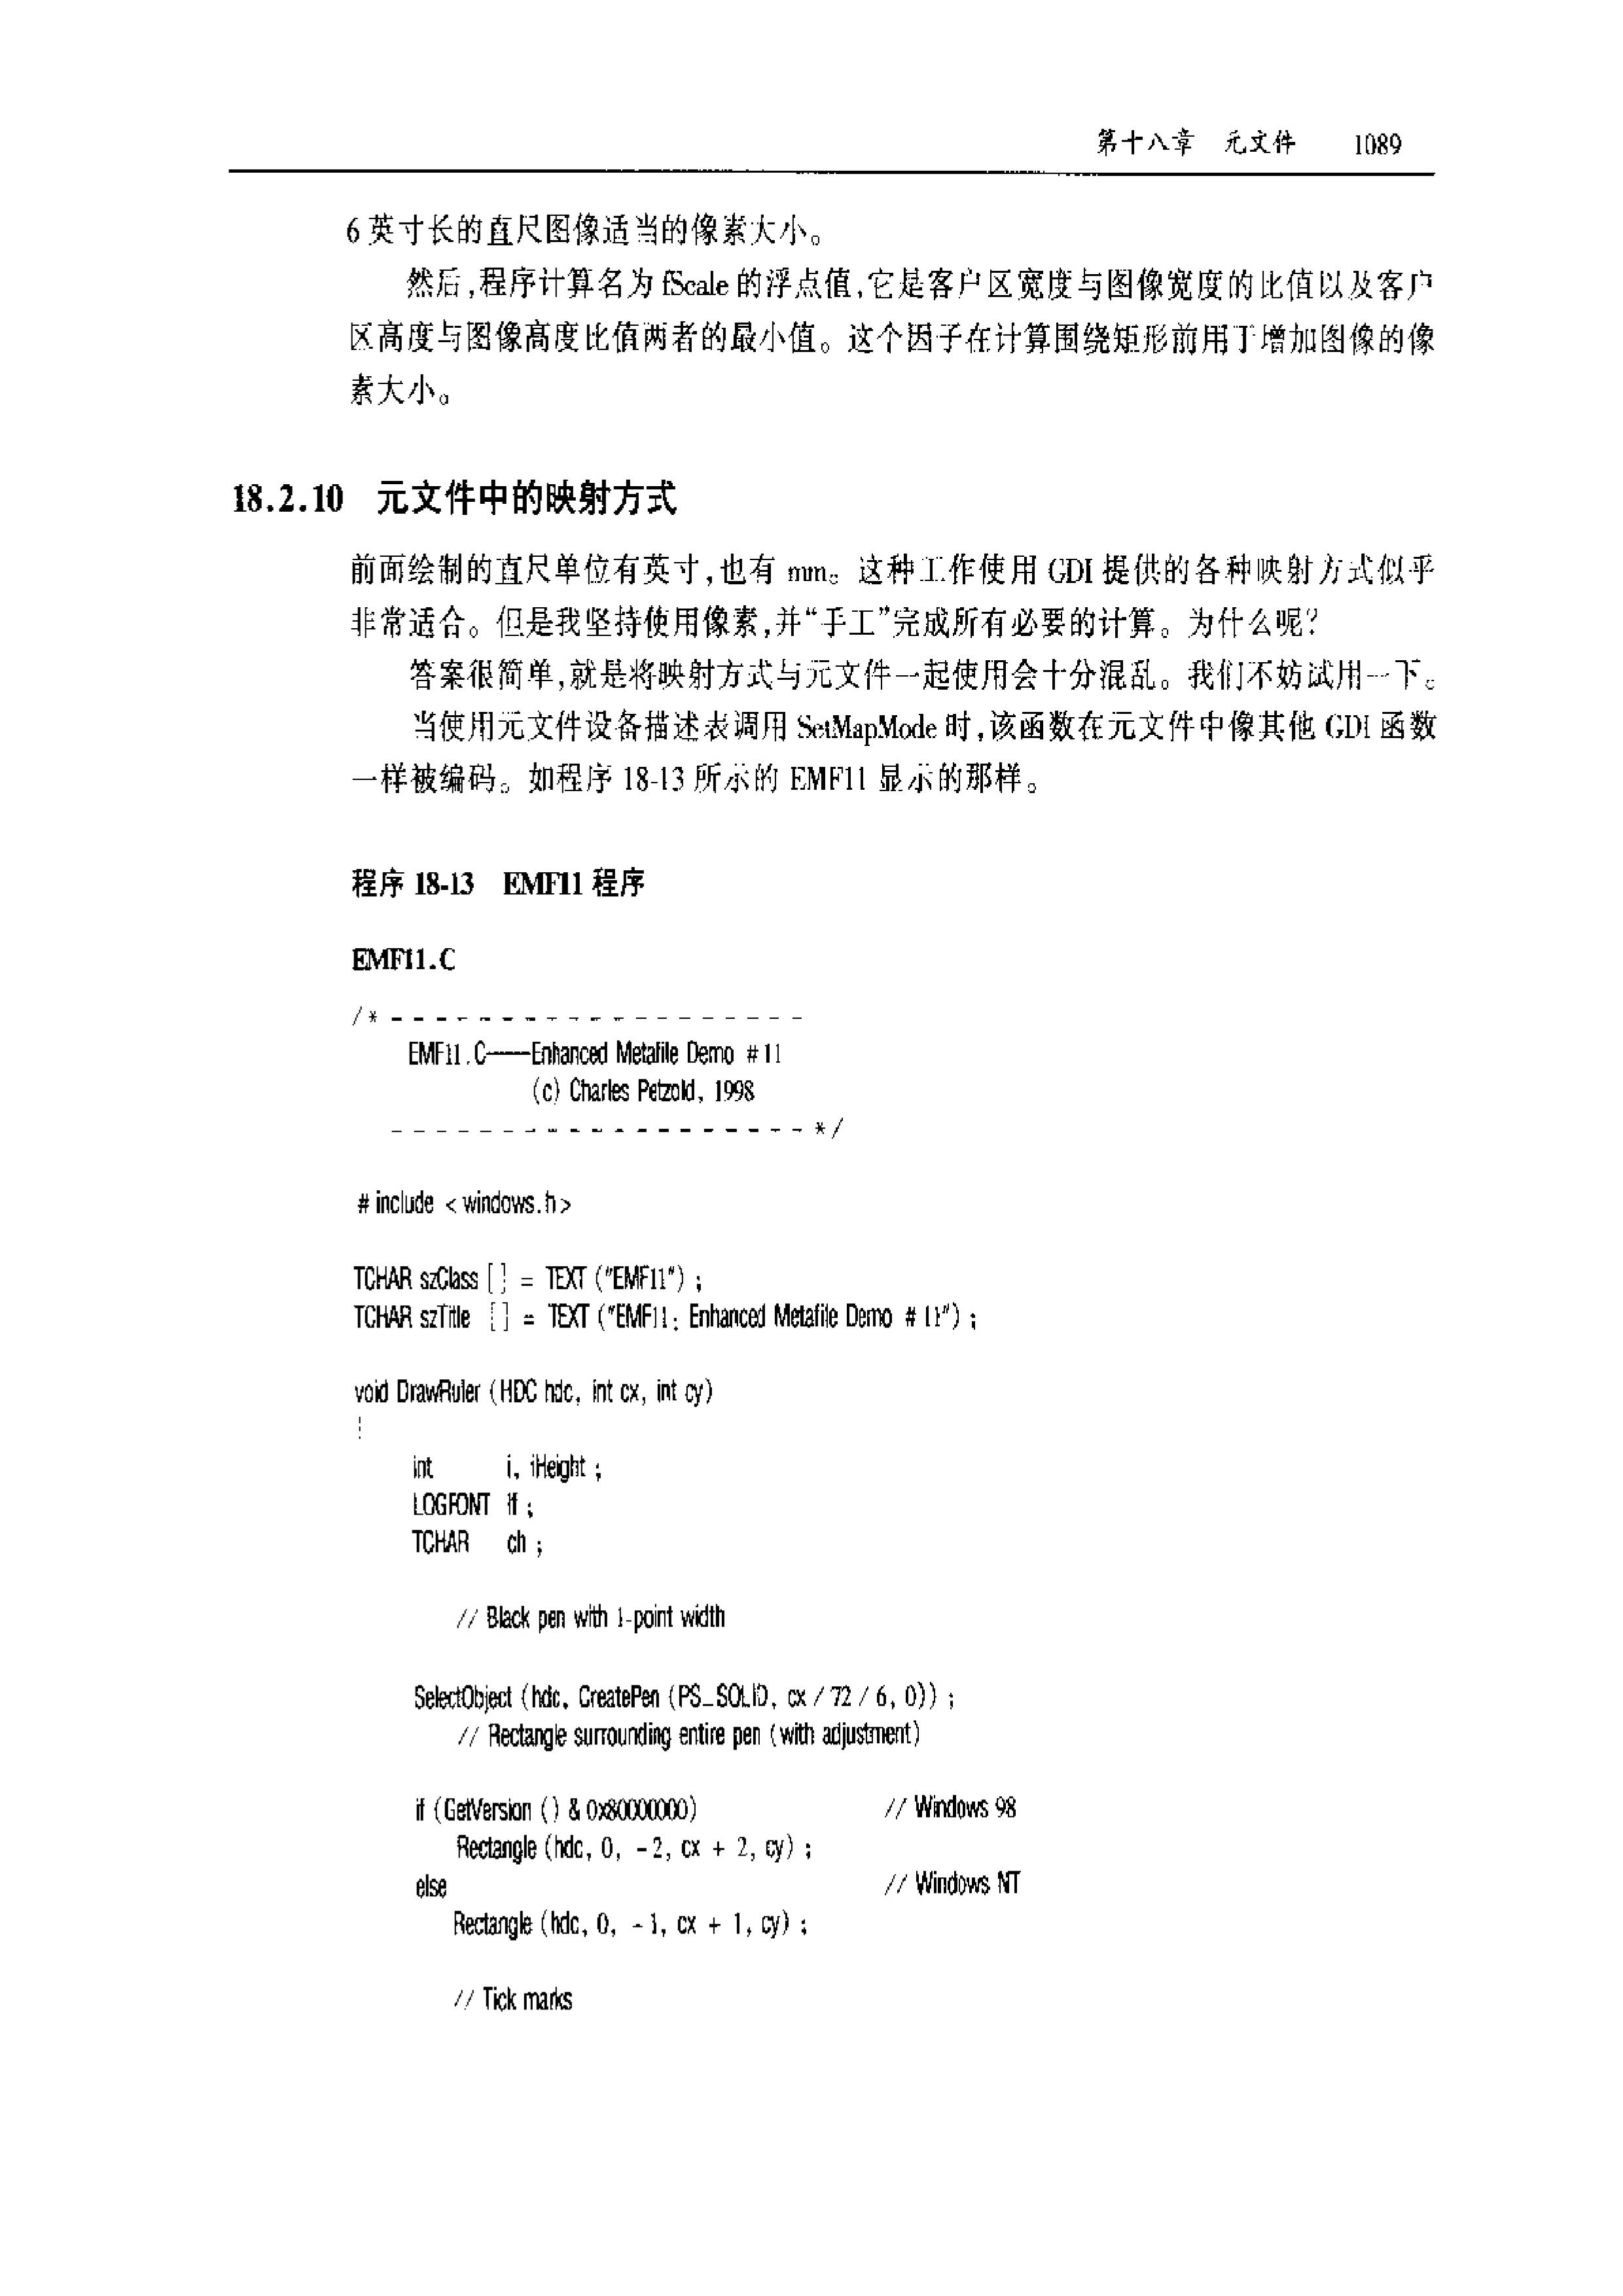 第十八章 元文件 1089
6英寸长的直尺图像适当的像素大小。
然后,程序计算名为 fScale 的浮点值,它是客户区宽度与图像宽度的比值以及客户
区高度与图像高度比值两者的最小值。这个因子在计算围绕矩形前用于增加图像的像
素大小。
18.2.10 元文件中的映射方式
前面绘制的直尺单位有英寸,也有 mm。这种工作使用 GDI 提供的各种映射方式似乎
非常适合。但是我坚持使用像素,并“手工”完成所有必要的计算。为什么呢?
答案很简单,就是将映射方式与元文件一起使用会十分混乱。我们不妨试用一下。
当使用元文件设备描述表调用 SetMapMode 时,该函数在元文件中像其他 GDI 函数
一样被编码。如程序 18-13 所示的 EMF11 显示的那样。
程序 18-13 EMF11 程序
EMF11.C
/* - - - - - - - - - - - - - - - - - - -
EMF11.C——Enhanced Metafile Demo #11
(c) Charles Petzold, 1998
- - - - - - - - - - - - - - - - - - - */
# include <windows.h>
TCHAR szClass [] = TEXT ("EMF11") ;
TCHAR szTitle [] = TEXT ("EMF11: Enhanced Metafile Demo # 11") ;
void DrawRuler (HDC hdc, int cx, int cy)
{
int i, iHeight ;
LOGFONT lf ;
TCHAR ch ;
// Black pen with 1-point width
SelectObject (hdc, CreatePen (PS_SOLID, cx / 72 / 6, 0)) ;
// Rectangle surrounding entire pen (with adjustment)
if (GetVersion () & 0x80000000) // Windows 98
Rectangle (hdc, 0, -2, cx + 2, cy) ;
else // Windows NT
Rectangle (hdc, 0, -1, cx + 1, cy) ;
// Tick marks